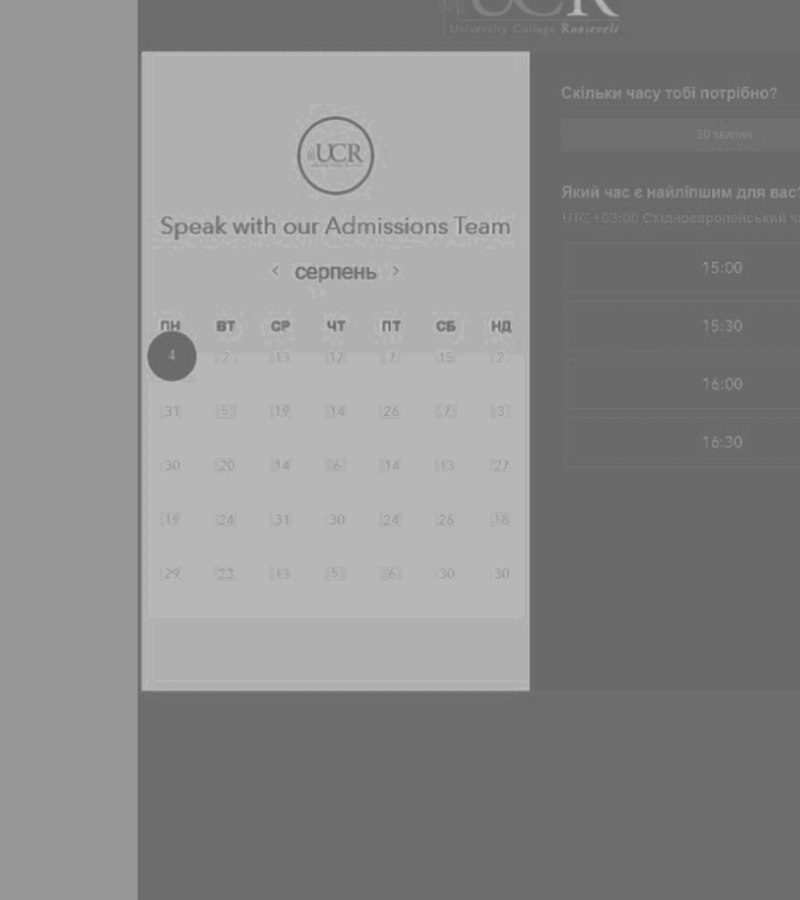 UCR
University College Roosevelt
UCR
Speak with our Admissions Team
< серпень >
ПН ВТ СР ЧТ ПТ СБ НД
4 2 13 17 7 15 2
31 5 19 14 26 7 3
30 20 14 6 14 13 27
19 24 31 30 24 26 18
29 23 13 5 6 30 30
Скільки часу тобі потрібно?
30 хвилин
Який час є найліпшим для вас?
UTC +03:00 Східноєвропейський
15:00
15:30
16:00
16:30